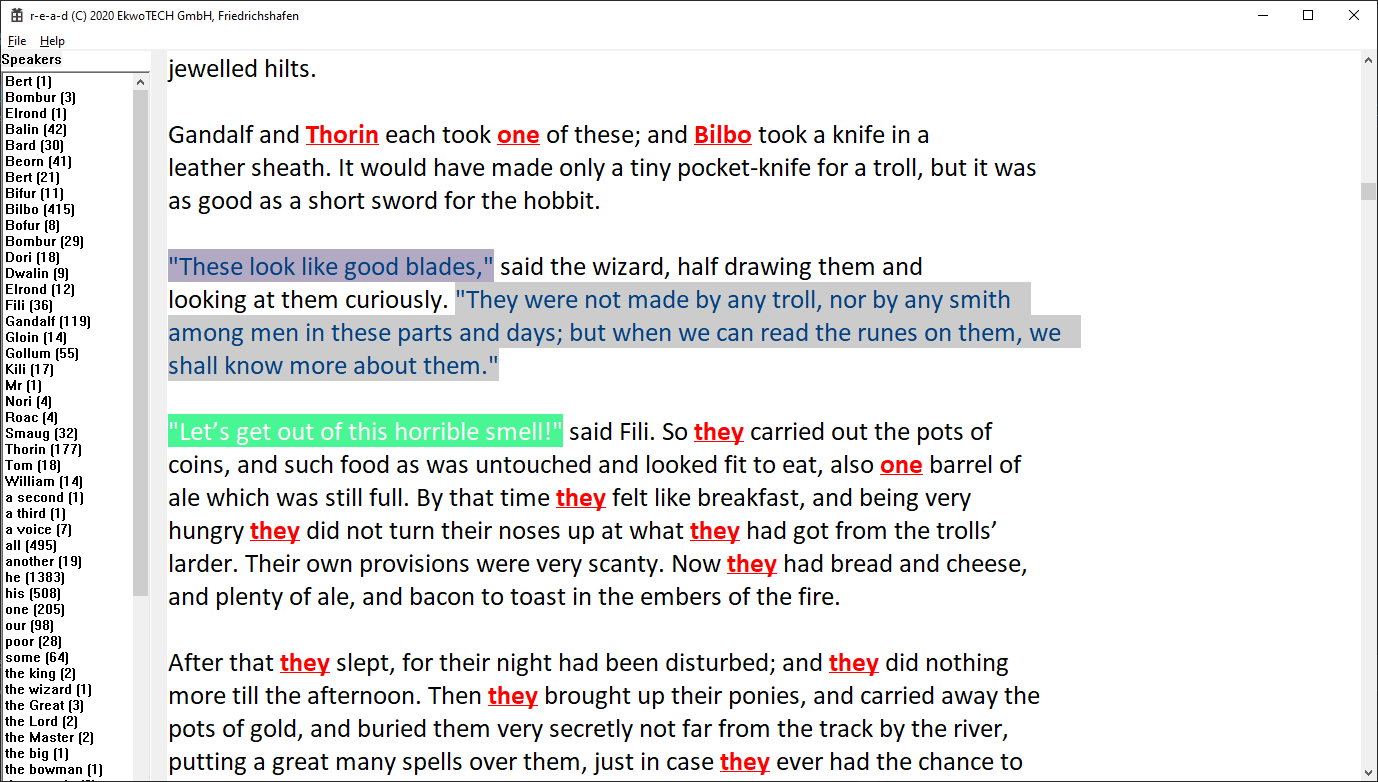 r-e-a-d (C) 2020 EkwoTECH GmbH, Friedrichshafen
File Help
Speakers
Bert (1)
Bombur (3)
Elrond (1)
Balin (42)
Bard (30)
Beorn (41)
Bert (21)
Bifur (11)
Bilbo (415)
Bofur (8)
Bombur (29)
Dori (18)
Dwalin (9)
Elrond (12)
Fili (36)
Gandalf (119)
Gloin (14)
Gollum (55)
Kili (17)
Mr (1)
Nori (4)
Roac (4)
Smaug (32)
Thorin (177)
Tom (18)
William (14)
a second (1)
a third (1)
a voice (7)
all (495)
another (19)
he (1383)
his (508)
one (205)
our (98)
poor (28)
some (64)
the king (2)
the wizard (1)
the Great (3)
the Lord (2)
the Master (2)
the big (1)
the bowman (1)
jewelled hilts.
Gandalf and Thorin each took one of these; and Bilbo took a knife in a
leather sheath. It would have made only a tiny pocket-knife for a troll, but it was
as good as a short sword for the hobbit.
"These look like good blades," said the wizard, half drawing them and
looking at them curiously. "They were not made by any troll, nor by any smith
among men in these parts and days; but when we can read the runes on them, we
shall know more about them."
"Let’s get out of this horrible smell!" said Fili. So they carried out the pots of
coins, and such food as was untouched and looked fit to eat, also one barrel of
ale which was still full. By that time they felt like breakfast, and being very
hungry they did not turn their noses up at what they had got from the trolls’
larder. Their own provisions were very scanty. Now they had bread and cheese,
and plenty of ale, and bacon to toast in the embers of the fire.
After that they slept, for their night had been disturbed; and they did nothing
more till the afternoon. Then they brought up their ponies, and carried away the
pots of gold, and buried them very secretly not far from the track by the river,
putting a great many spells over them, just in case they ever had the chance to